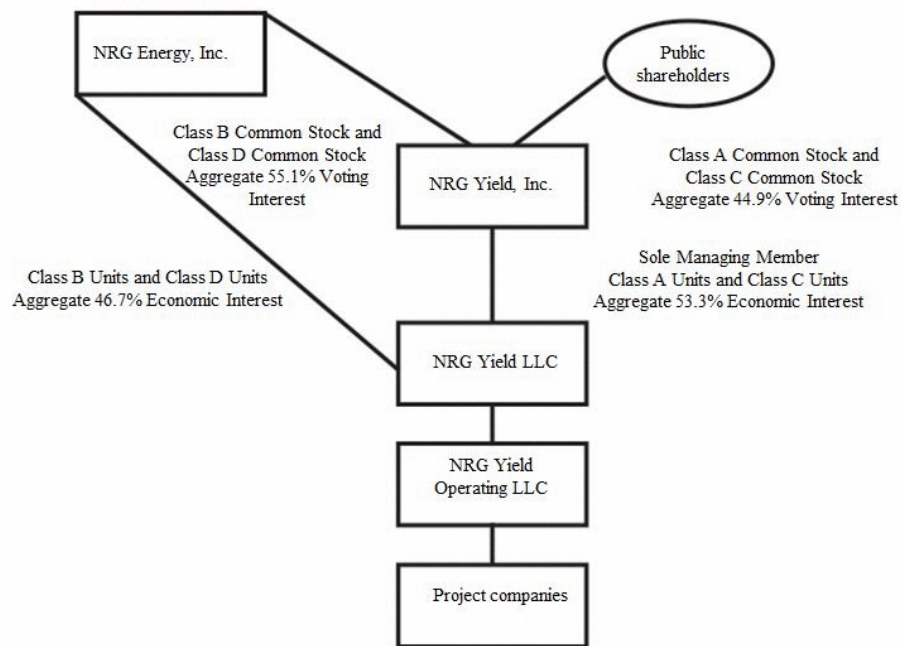 NRG Energy, Inc.
Public
shareholders
Class B Common Stock and
Class D Common Stock
Aggregate 55.1% Voting
Interest
NRG Yield, Inc.
Class A Common Stock and
Class C Common Stock
Aggregate 44.9% Voting Interest
Class B Units and Class D Units
Aggregate 46.7% Economic Interest
Sole Managing Member
Class A Units and Class C Units
Aggregate 53.3% Economic Interest
NRG Yield LLC
NRG Yield
Operating LLC
Project companies